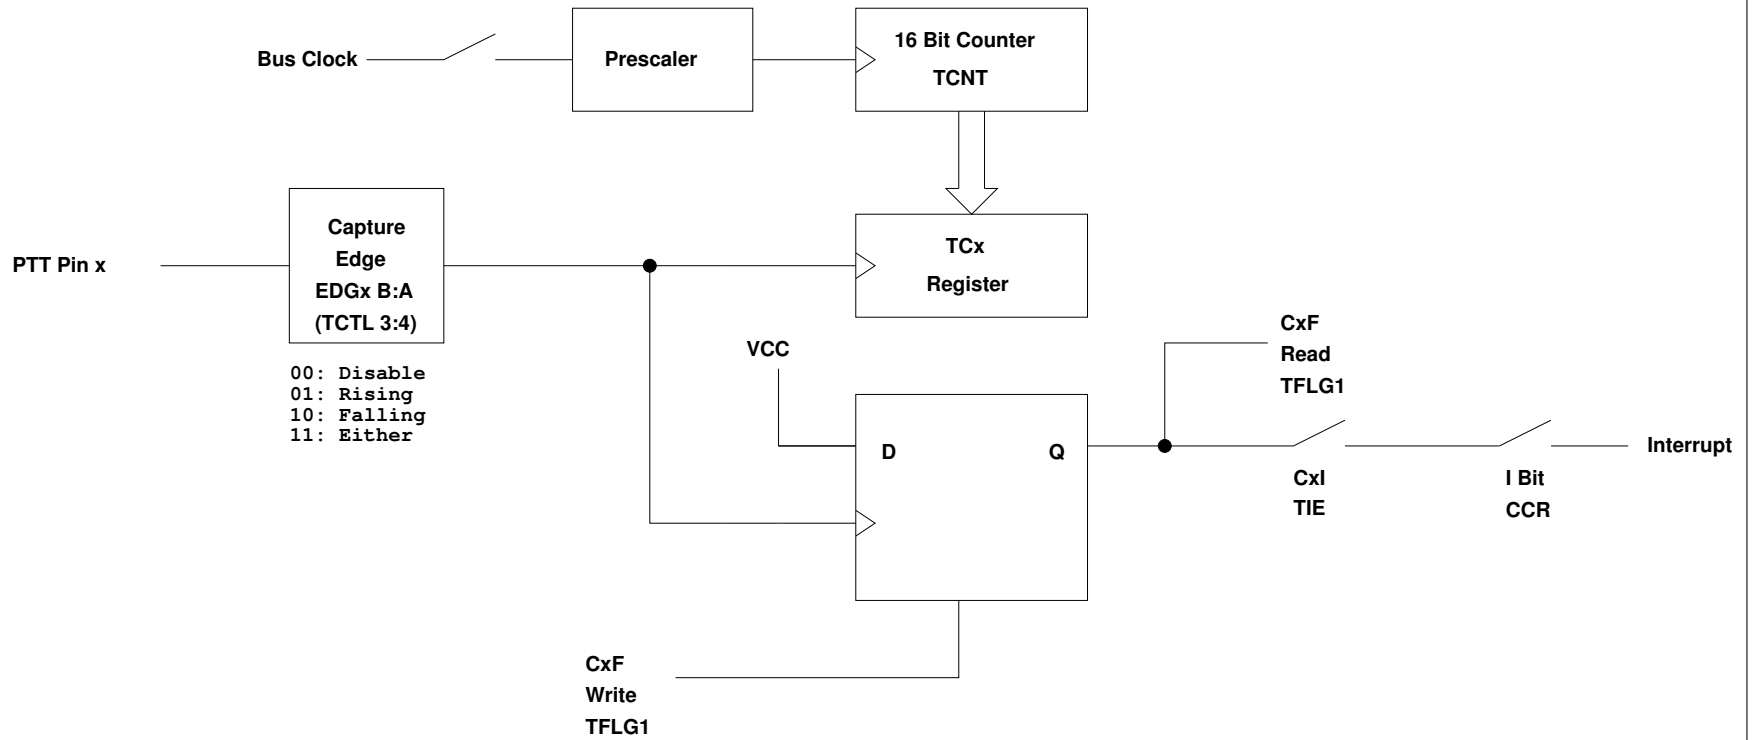 Bus Clock
Prescaler
16 Bit Counter
TCNT
PTT Pin x
Capture
Edge
EDGx B:A
(TCTL 3:4)
00: Disable
01: Rising
10: Falling
11: Either
TCx
Register
VCC
D
Q
CxF
Read
TFLG1
CxI
TIE
I Bit
CCR
Interrupt
CxF
Write
TFLG1